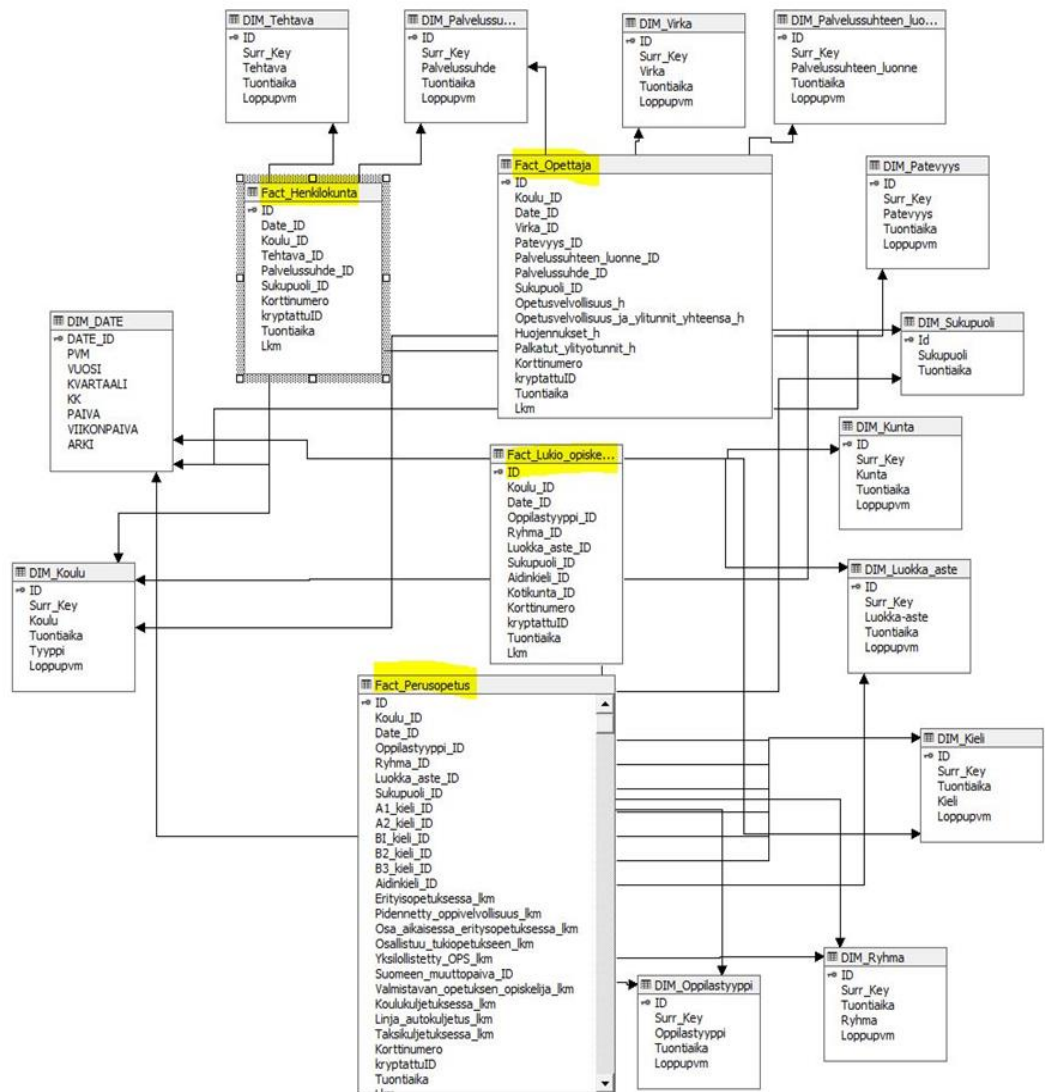 DIM_Tehtava
ID
Surr_Key
Tehtava
Tuontiaika
Loppupvm
DIM_Palvelussu...
ID
Surr_Key
Palvelussuhde
Tuontiaika
Loppupvm
DIM_Virka
ID
Surr_Key
Virka
Tuontiaika
Loppupvm
DIM_Palvelussuhteen_luo...
ID
Surr_Key
Palvelussuhteen_luonne
Tuontiaika
Loppupvm
Fact_Henkilokunta
ID
Date_ID
Koulu_ID
Tehtava_ID
Palvelussuhde_ID
Sukupuoli_ID
Korttinumero
kryptattuID
Tuontiaika
Lkm
Fact_Opettaja
ID
Koulu_ID
Date_ID
Virka_ID
Patevyys_ID
Palvelussuhteen_luonne_ID
Palvelussuhde_ID
Sukupuoli_ID
Opetusvelvollisuus_h
Opetusvelvollisuus_ja_ylitunnit_yhteensa_h
Huojennukset_h
Palkatut_ylityotunnit_h
Korttinumero
kryptattuID
Tuontiaika
Lkm
DIM_Patevyys
ID
Surr_Key
Patevyys
Tuontiaika
Loppupvm
DIM_DATE
DATE_ID
PVM
VUOSI
KVARTAALI
KK
PAIVA
VIIKONPAIVA
ARKI
DIM_Sukupuoli
Id
Sukupuoli
Tuontiaika
DIM_Kunta
ID
Surr_Key
Kunta
Tuontiaika
Loppupvm
Fact_Lukio_opiske...
ID
Koulu_ID
Date_ID
Oppilastyyppi_ID
Ryhma_ID
Luokka_aste_ID
Sukupuoli_ID
Aidinkieli_ID
Kotikunta_ID
Korttinumero
kryptattuID
Tuontiaika
Lkm
DIM_Koulu
ID
Surr_Key
Koulu
Tuontiaika
Tyyppi
Loppupvm
DIM_Luokka_aste
ID
Surr_Key
Luokka-aste
Tuontiaika
Loppupvm
Fact_Perusopetus
ID
Koulu_ID
Date_ID
Oppilastyyppi_ID
Ryhma_ID
Luokka_aste_ID
Sukupuoli_ID
A1_kieli_ID
A2_kieli_ID
BI_kieli_ID
B2_kieli_ID
B3_kieli_ID
Aidinkieli_ID
Erityisopetuksessa_lkm
Pidennetty_oppivelvollisuus_lkm
Osa_aikaisessa_eritysopetuksessa_lkm
Osallistuu_tukiopetukseen_lkm
Yksilollistetty_OPS_lkm
Suomeen_muuttopaiva_ID
Valmistavan_opetuksen_opiskelija_lkm
Koulukuljetuksessa_lkm
Linja_autokuljetus_lkm
Taksikuljetuksessa_lkm
Korttinumero
kryptattuID
Tuontiaika
DIM_Kieli
ID
Surr_Key
Tuontiaika
Kieli
Loppupvm
DIM_Ryhma
ID
Surr_Key
Tuontiaika
Ryhma
Loppupvm
DIM_Oppilastyyppi
ID
Surr_Key
Oppilastyyppi
Tuontiaika
Loppupvm